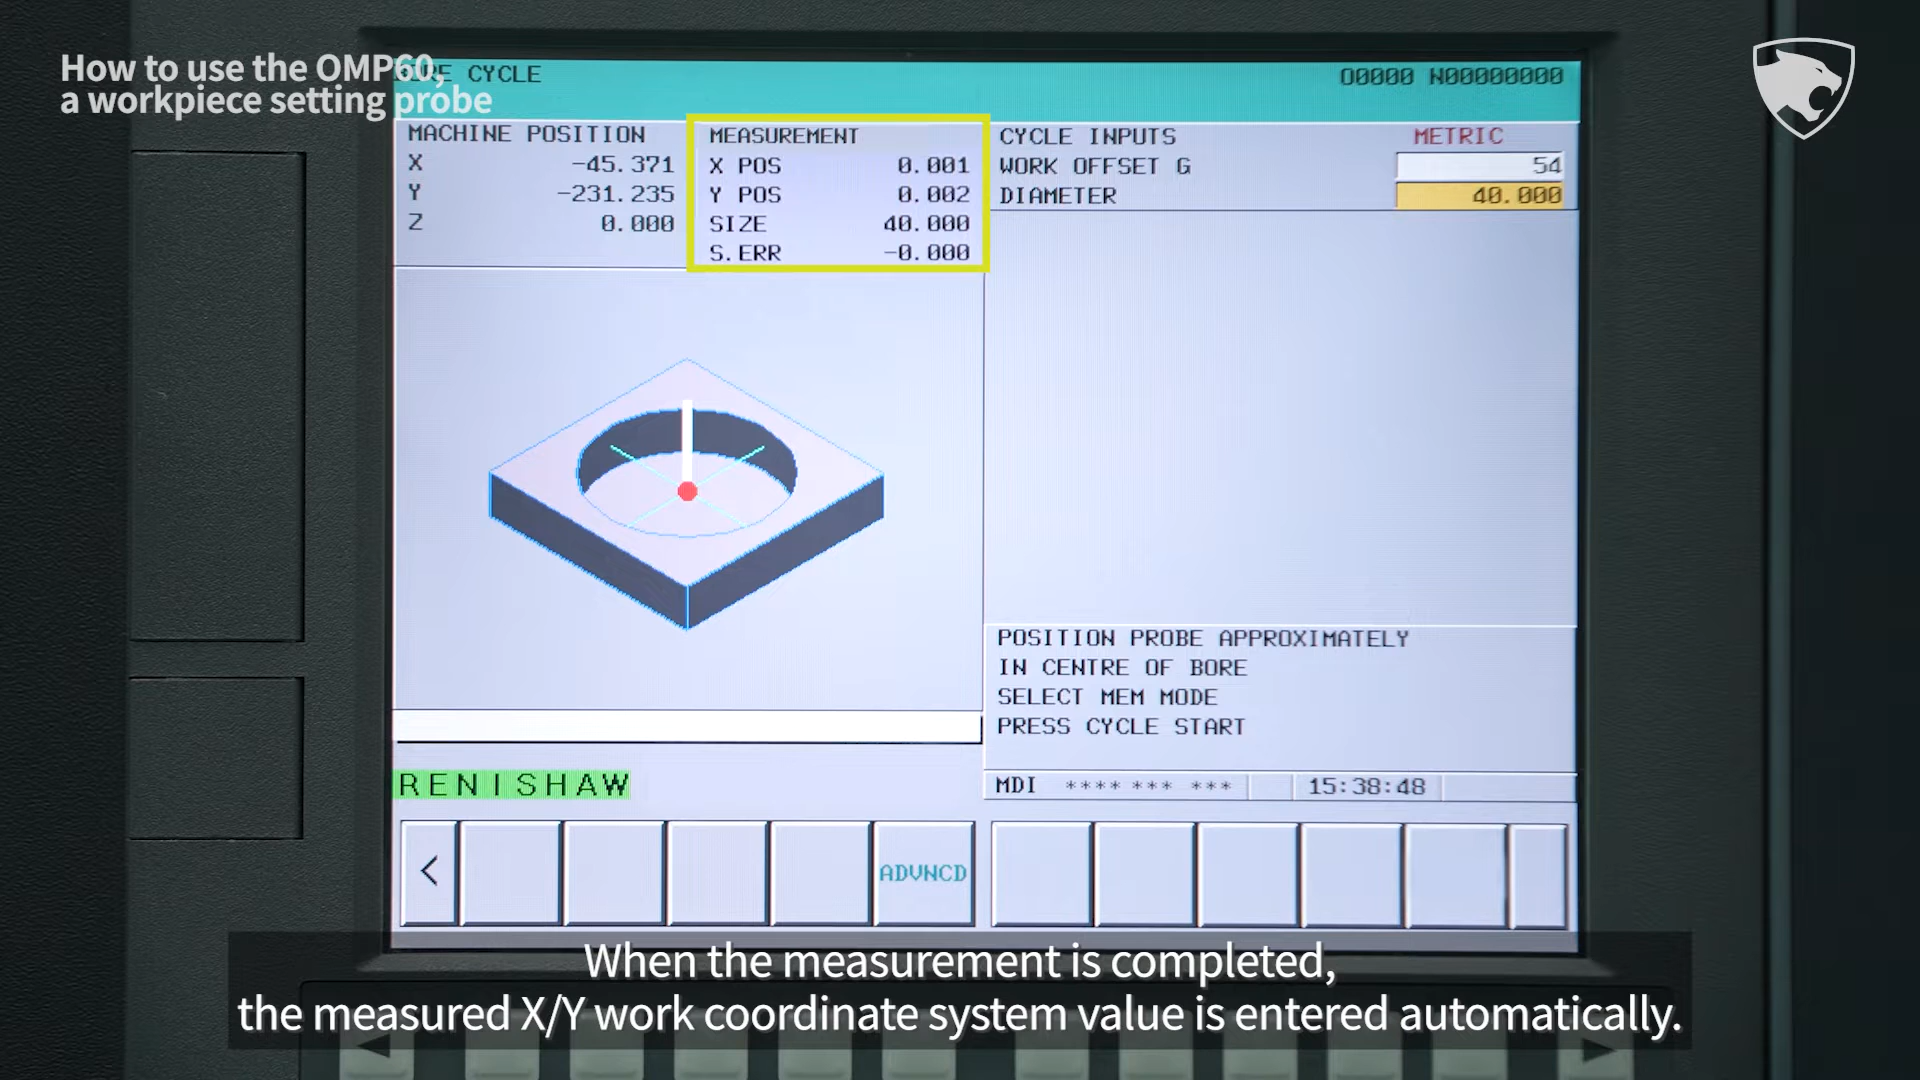 How to use the OMP60,
a workpiece setting probe
CYCLE
O0000 N00000000
MACHINE POSITION
X -45.371
Y -231.235
Z 0.000
MEASUREMENT
X POS 0.001
Y POS 0.002
SIZE 40.000
S.ERR -0.000
CYCLE INPUTS METRIC
WORK OFFSET G 54
DIAMETER 40.000
POSITION PROBE APPROXIMATELY
IN CENTRE OF BORE
SELECT MEM MODE
PRESS CYCLE START
RENISHAW
MDI **** *** *** 15:38:48
< ADVNCD
When the measurement is completed,
the measured X/Y work coordinate system value is entered automatically.